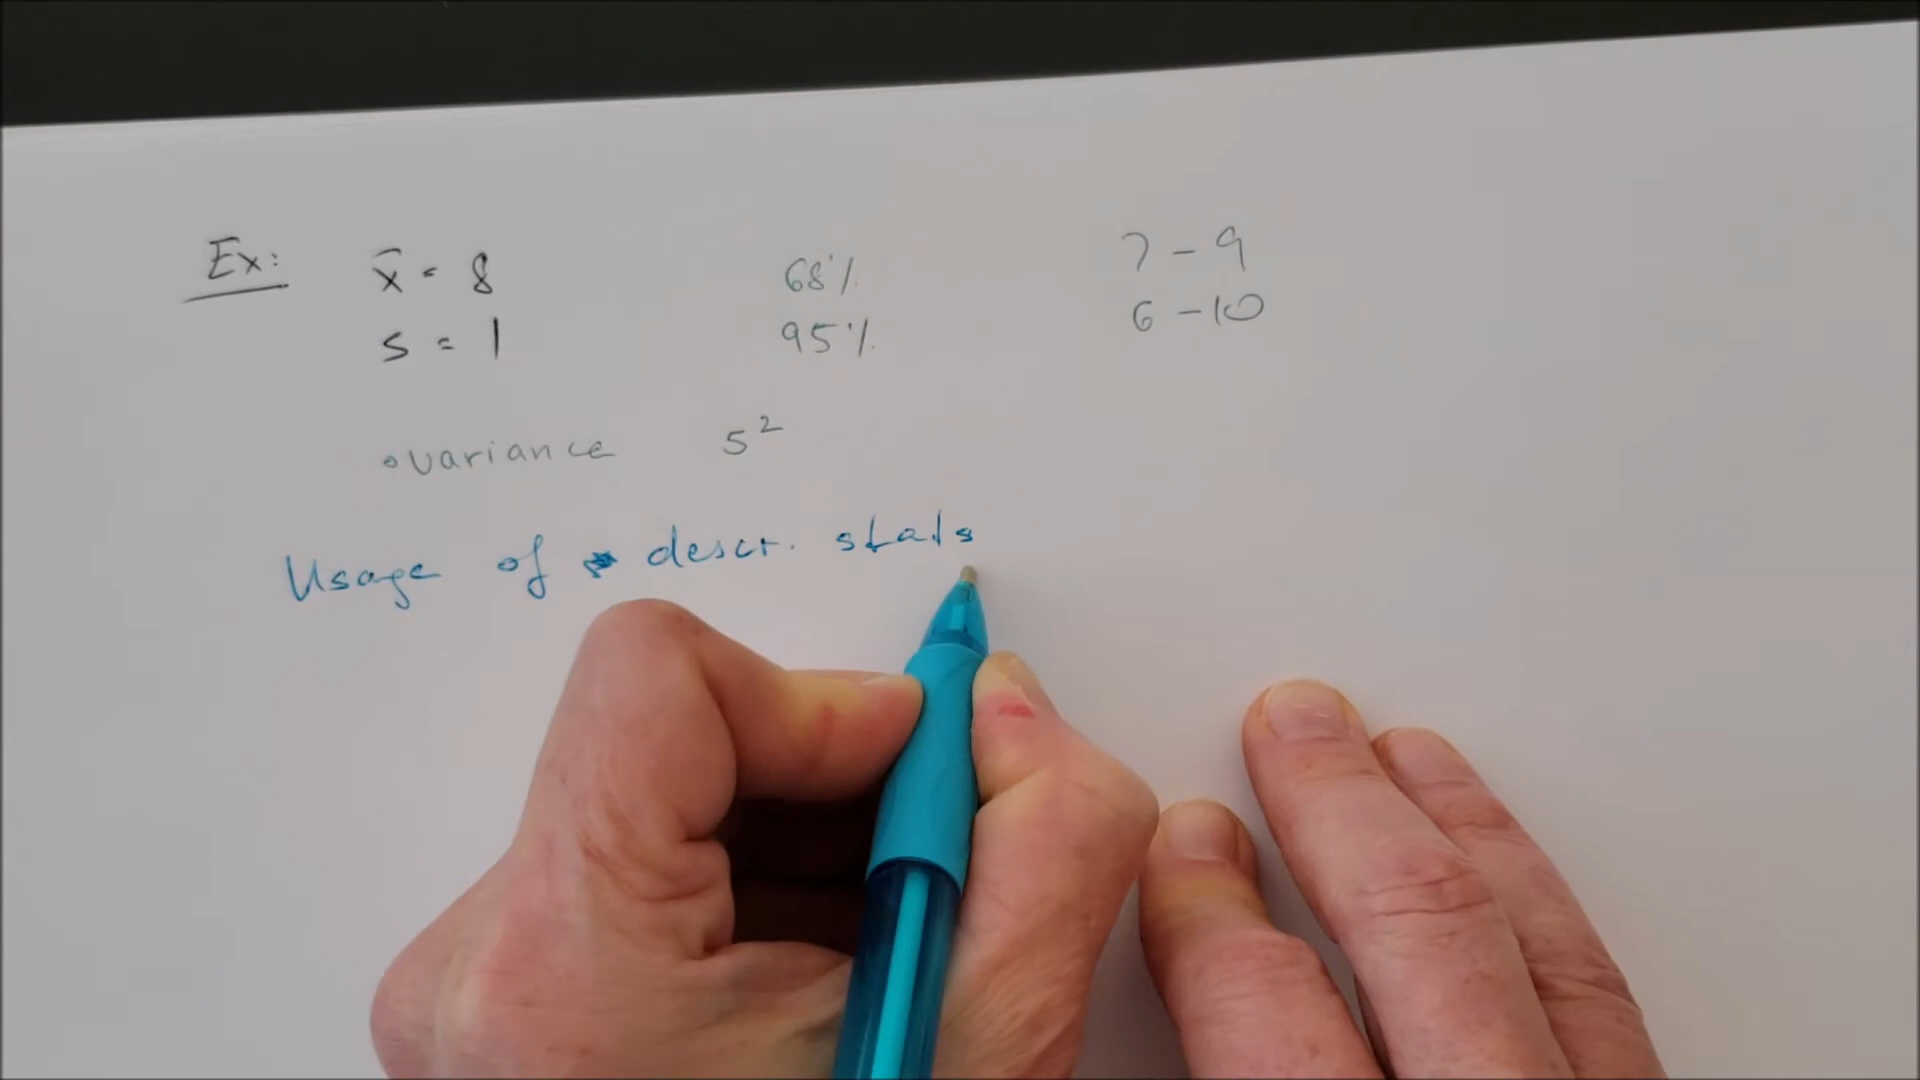 Ex: x̄ = 8 68% 7 - 9
s = 1 95% 6 - 10
• variance s²
Usage of descr. stats